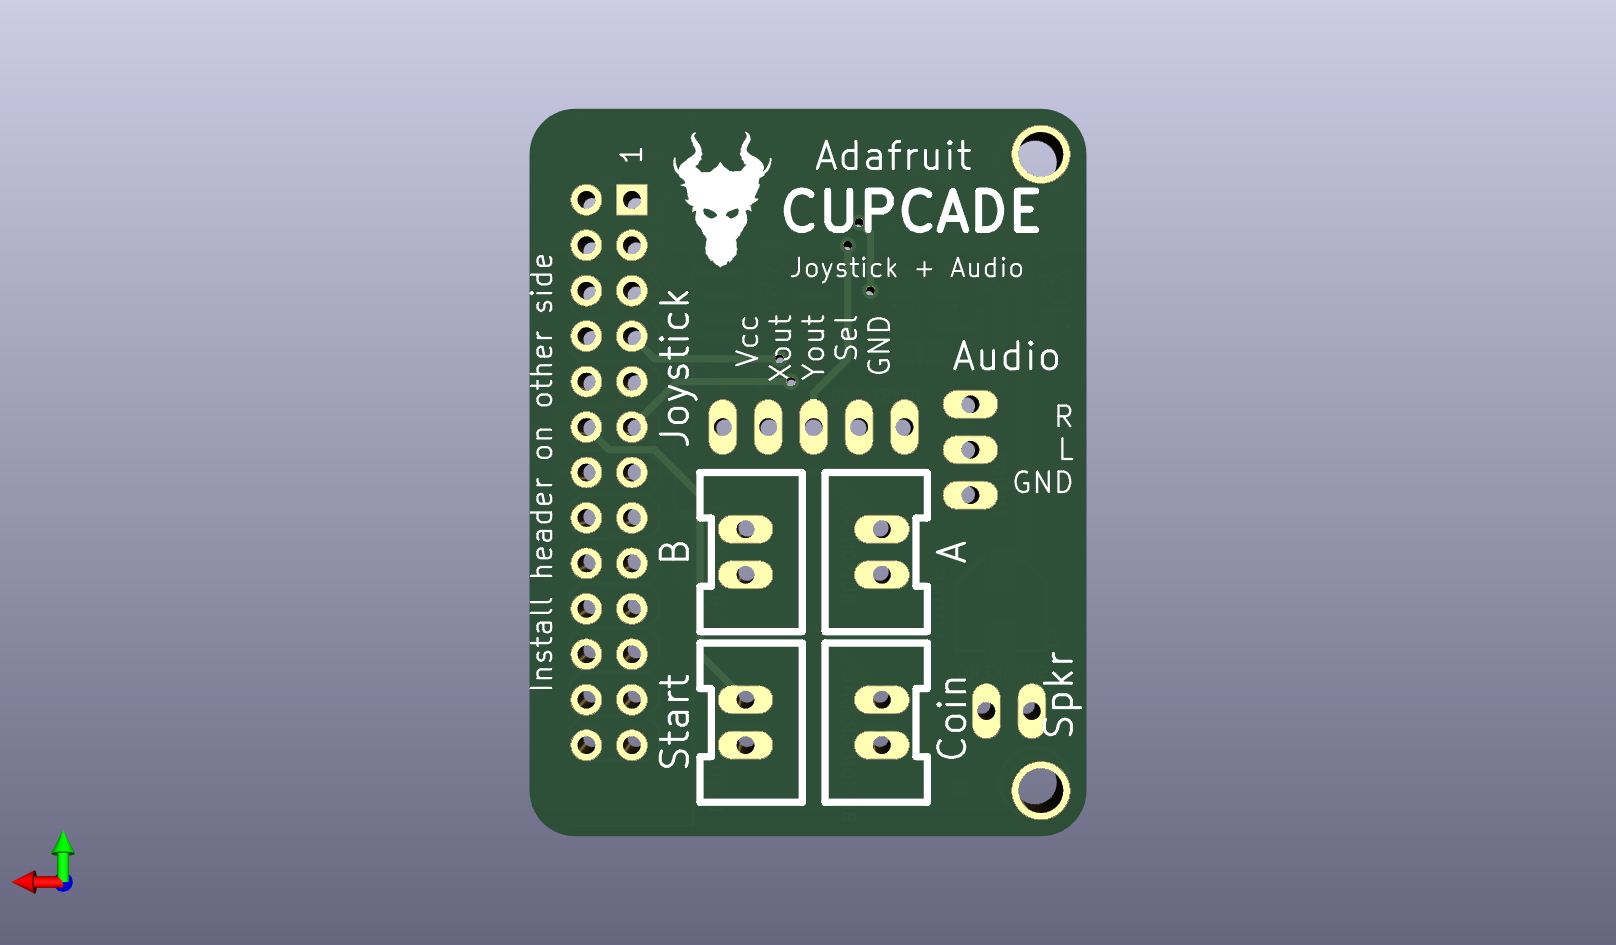 1
Adafruit
CUPCADE
Joystick + Audio
Install header on other side
Joystick
Vcc
Xout
Yout
Sel
GND
Audio
R
L
GND
B
A
Start
Coin
Spkr